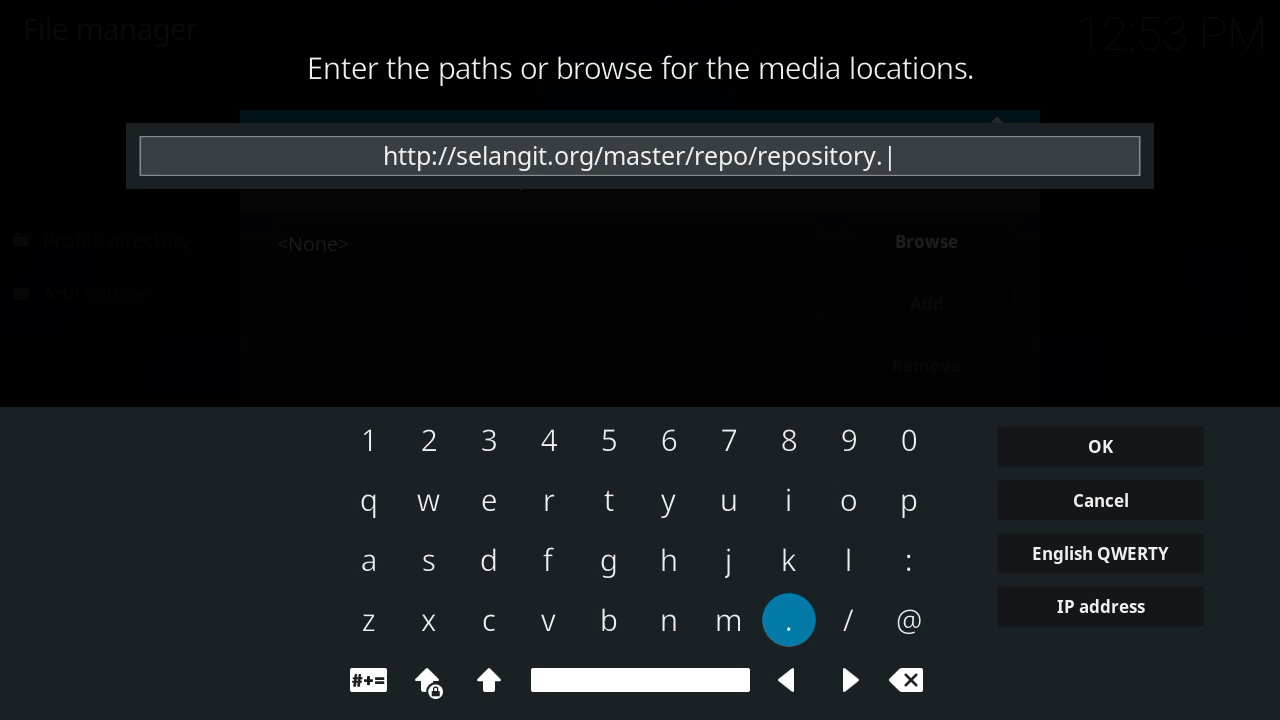 File manager
12:53 PM
Enter the paths or browse for the media locations.
http://selangit.org/master/repo/repository.
Profile directory
<None>
Browse
Add source
Add
Remove
1 2 3 4 5 6 7 8 9 0
OK
q w e r t y u i o p
Cancel
a s d f g h j k l :
English QWERTY
z x c v b n m . / @
IP address
#+=